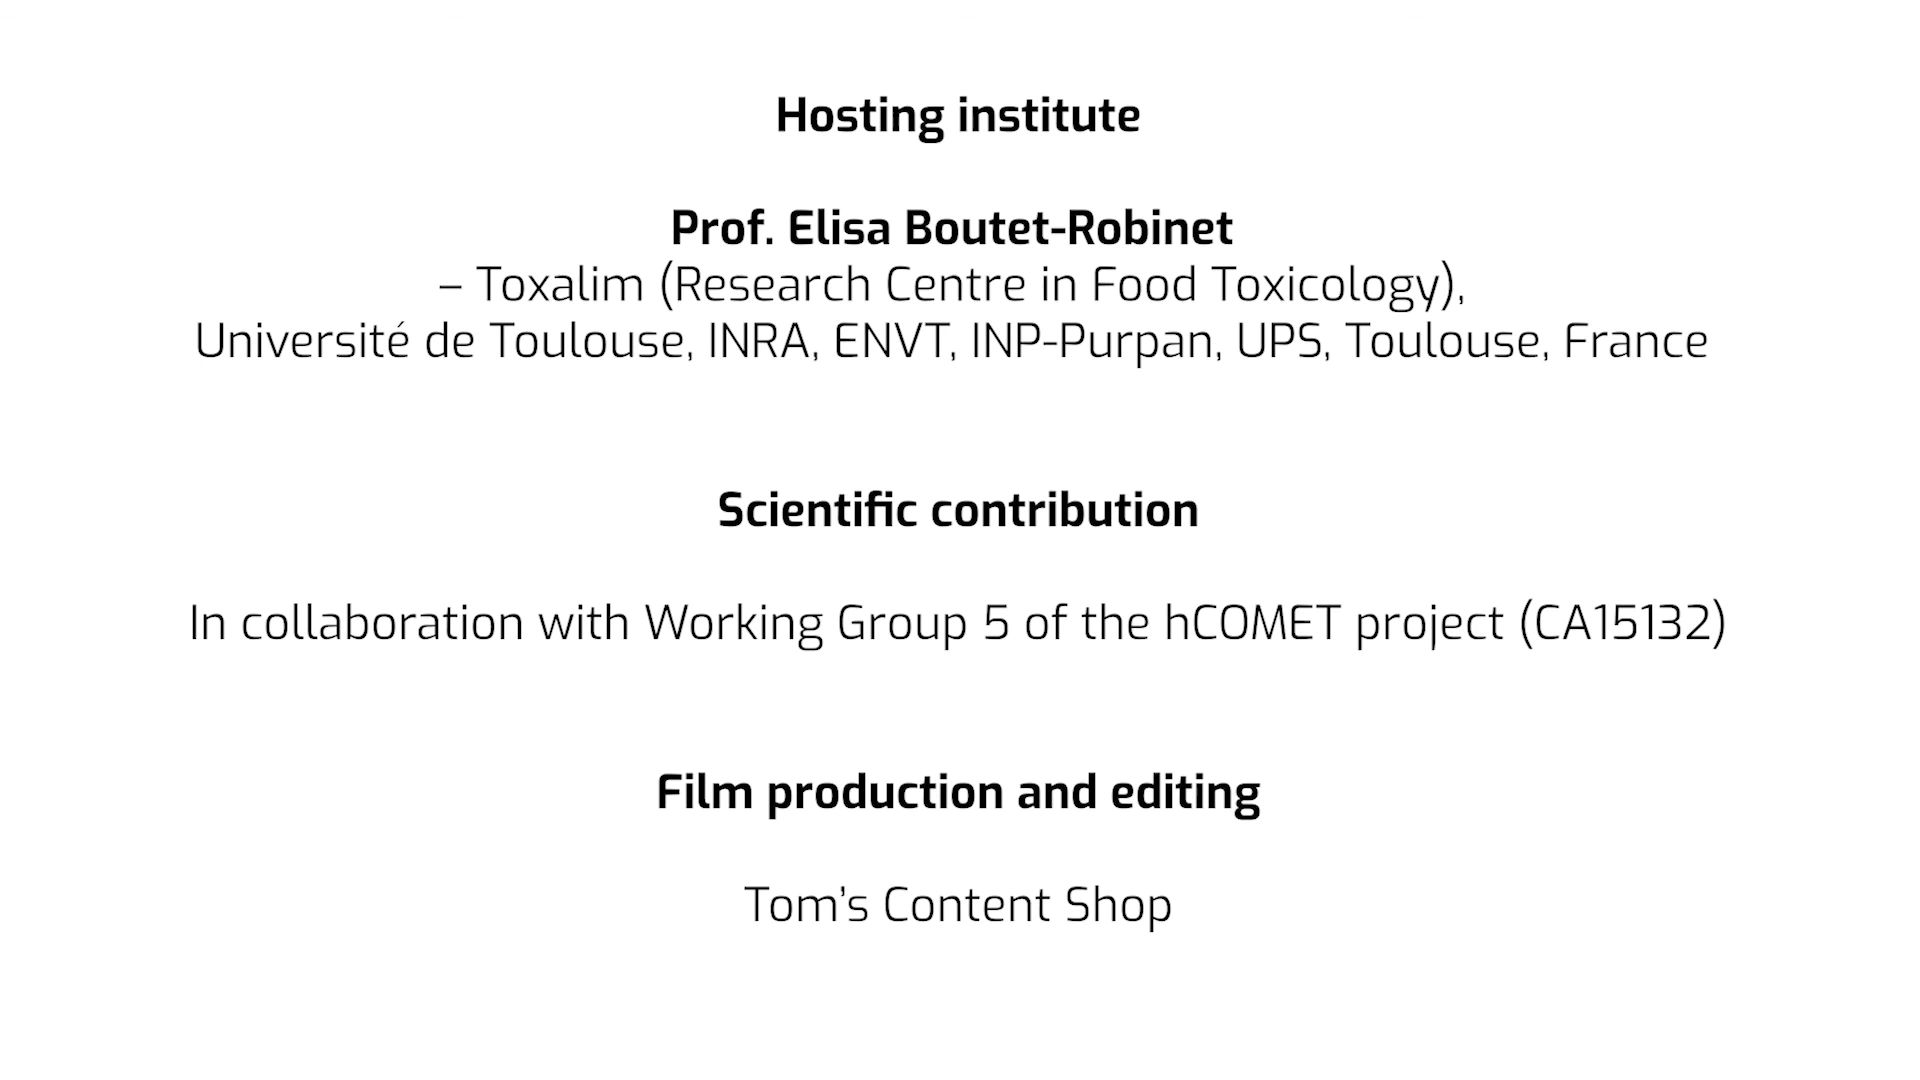 Hosting institute
Prof. Elisa Boutet-Robinet
– Toxalim (Research Centre in Food Toxicology),
Université de Toulouse, INRA, ENVT, INP-Purpan, UPS, Toulouse, France
Scientific contribution
In collaboration with Working Group 5 of the hCOMET project (CA15132)
Film production and editing
Tom’s Content Shop